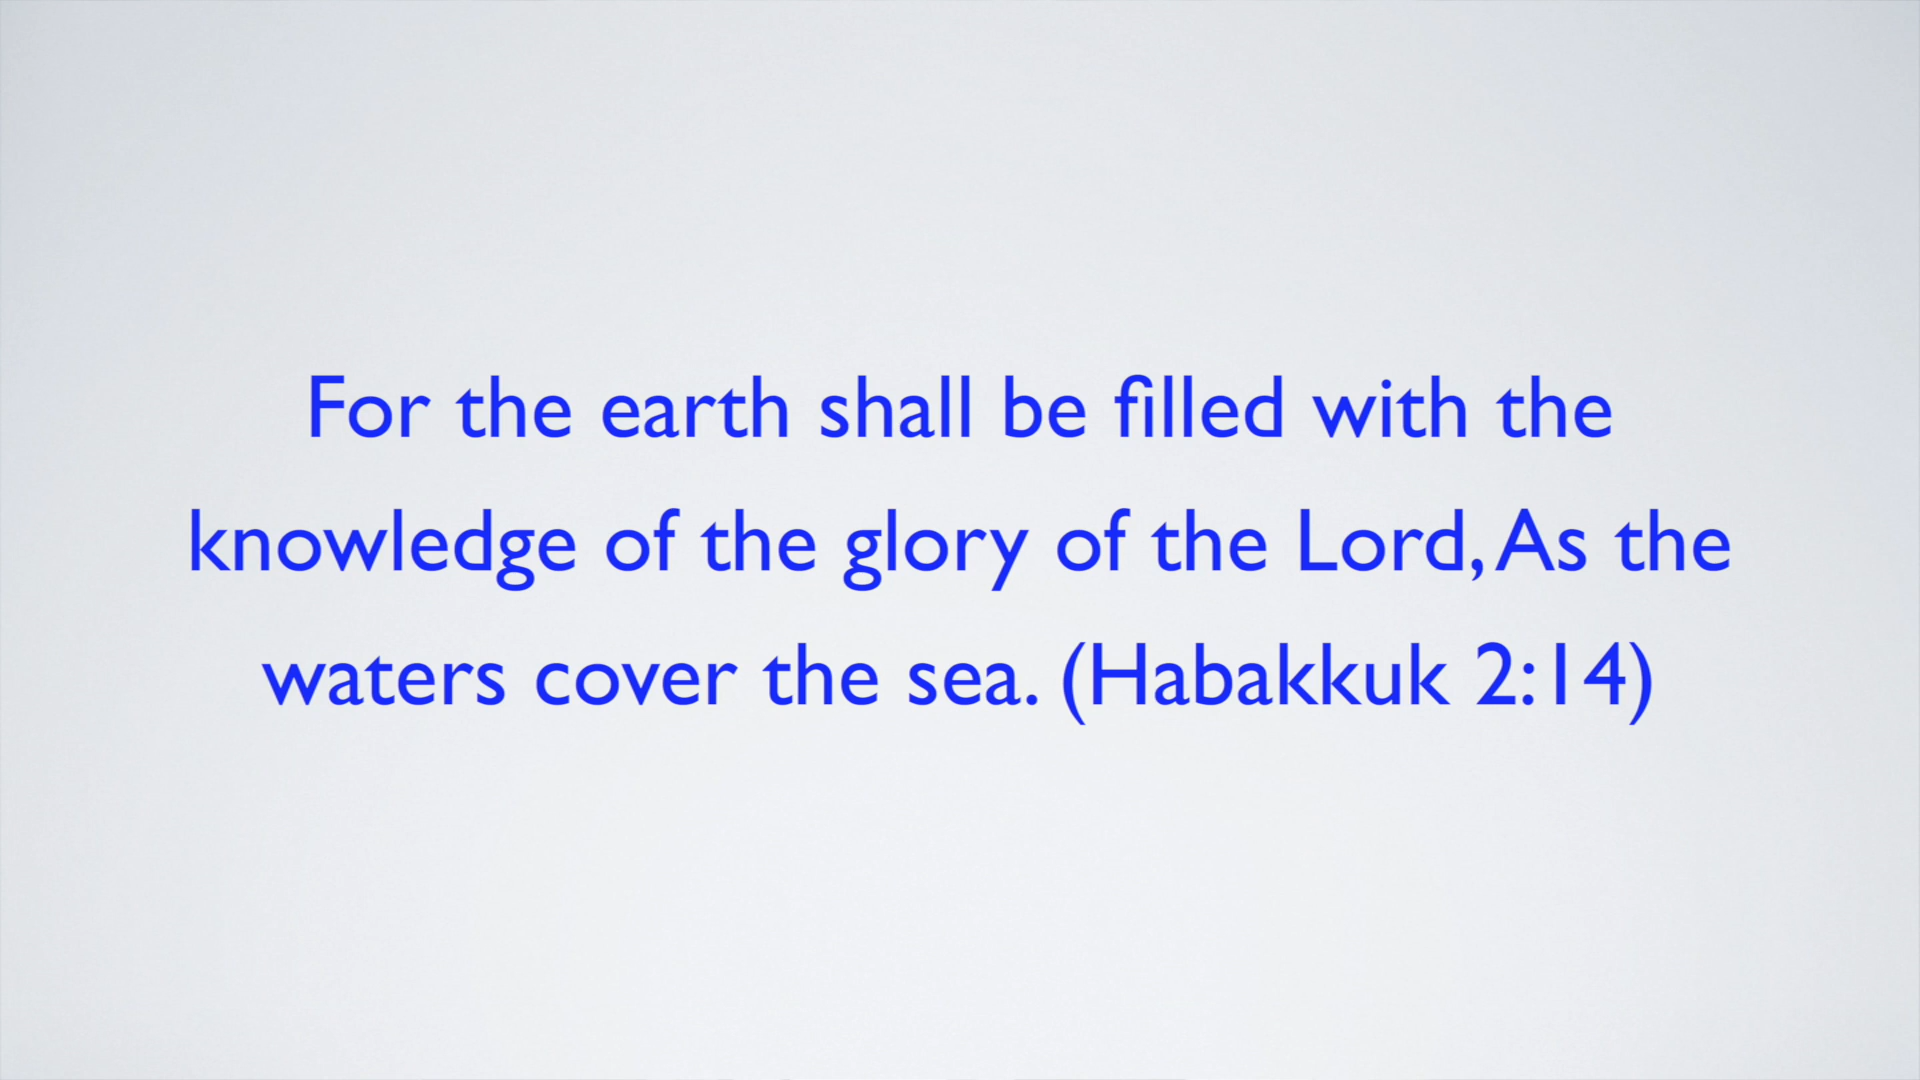 For the earth shall be filled with the
knowledge of the glory of the Lord, As the
waters cover the sea. (Habakkuk 2:14)